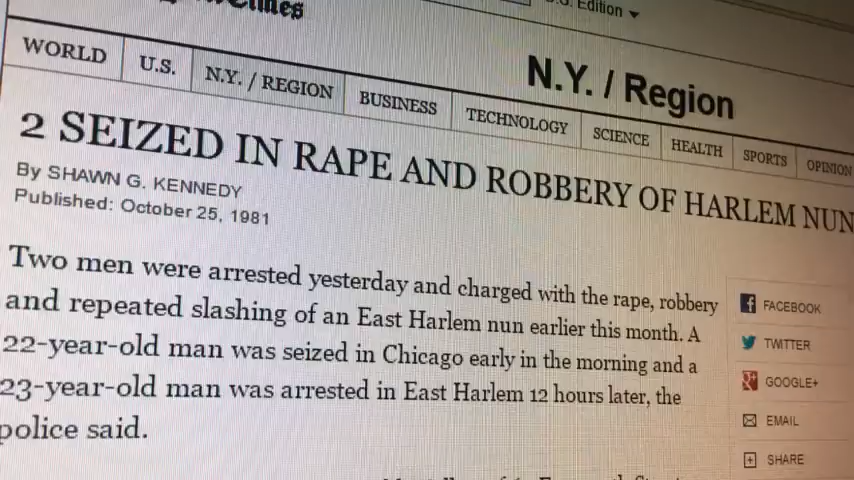 Times
U.S. Edition
N.Y. / Region
WORLD U.S. N.Y. / REGION BUSINESS TECHNOLOGY SCIENCE HEALTH SPORTS OPINION
2 SEIZED IN RAPE AND ROBBERY OF HARLEM NUN
By SHAWN G. KENNEDY
Published: October 25, 1981
Two men were arrested yesterday and charged with the rape, robbery
and repeated slashing of an East Harlem nun earlier this month. A
22-year-old man was seized in Chicago early in the morning and a
23-year-old man was arrested in East Harlem 12 hours later, the
police said.
FACEBOOK
TWITTER
GOOGLE+
EMAIL
SHARE